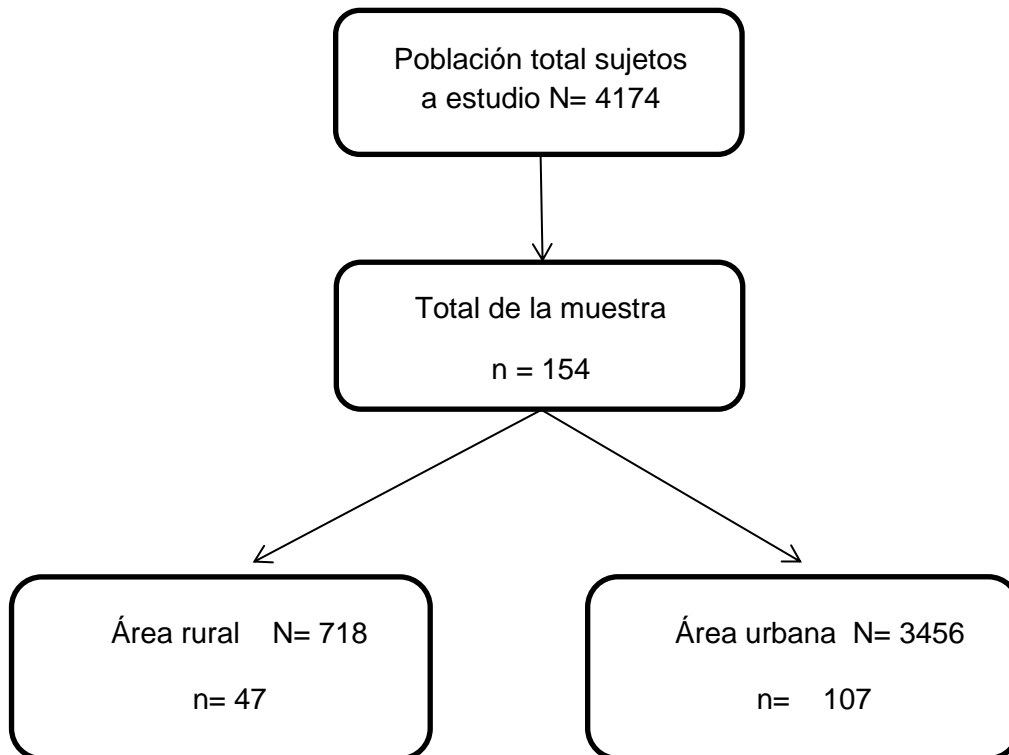 Población total sujetos
a estudio N= 4174
Total de la muestra
n = 154
Área rural N= 718
n= 47
Área urbana N= 3456
n= 107